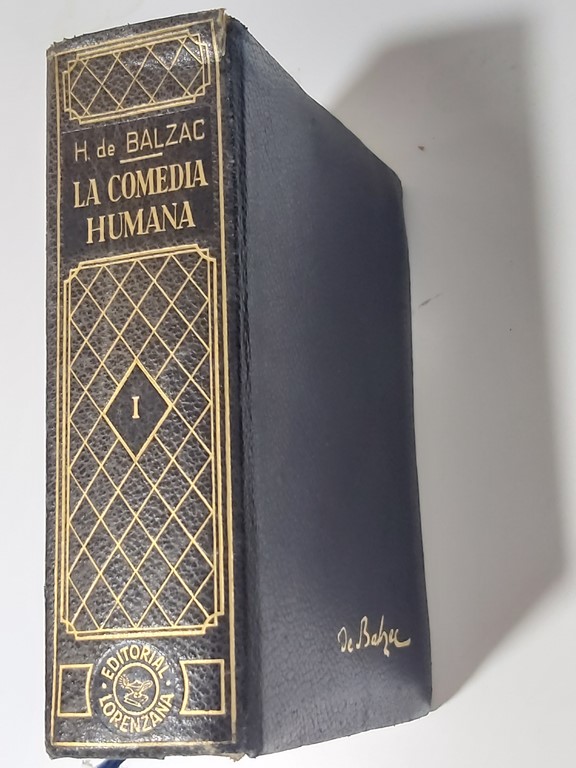 H. de BALZAC
LA COMEDIA
HUMANA
I
EDITORIAL
LORENZANA
de Balzac